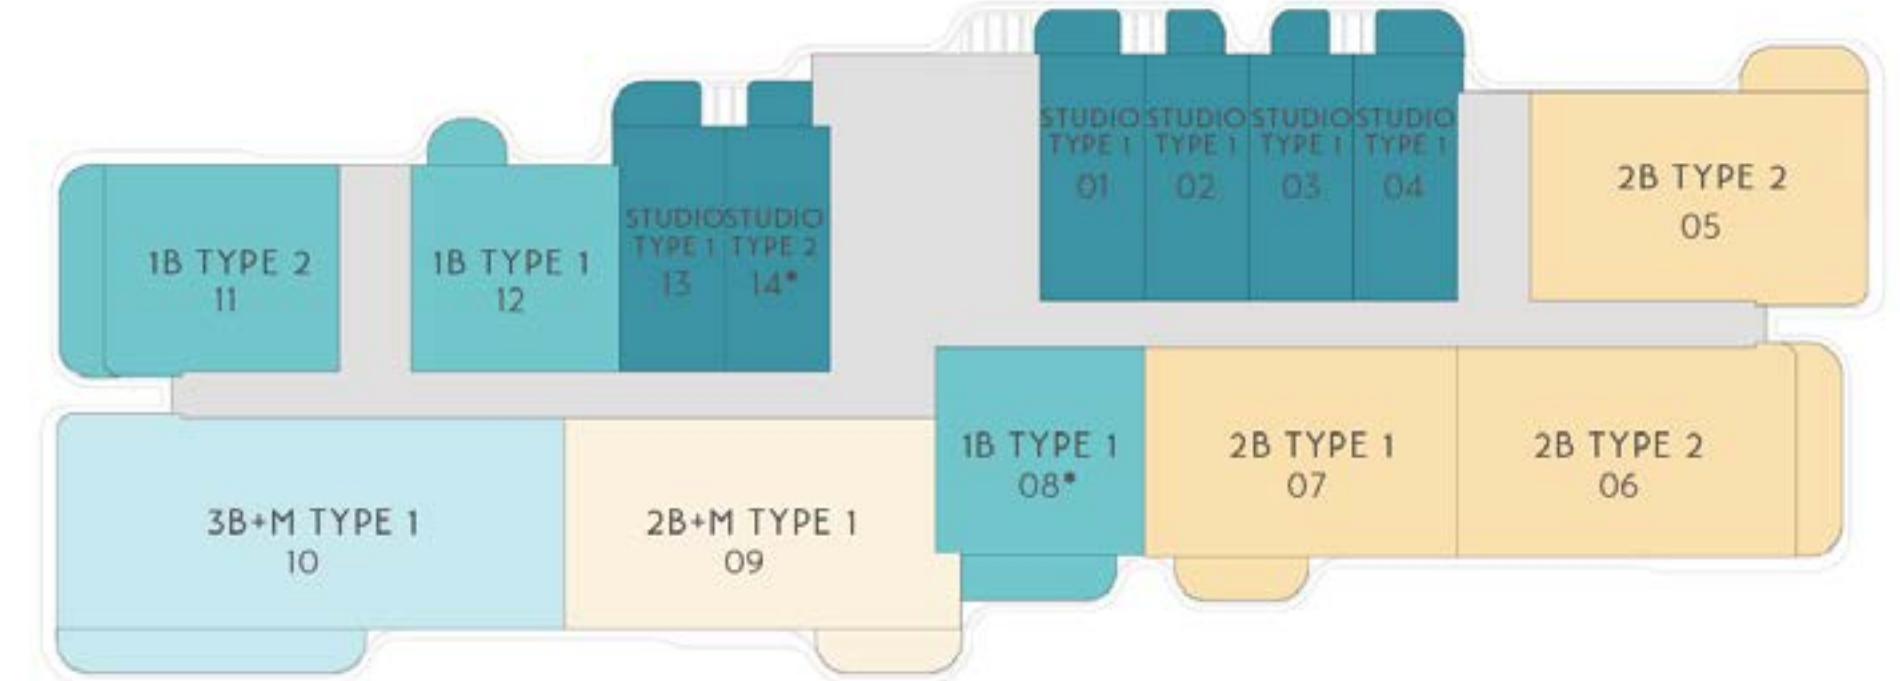 STUDIO
TYPE 1
01
STUDIO
TYPE 1
02
STUDIO
TYPE 1
03
STUDIO
TYPE 1
04
2B TYPE 2
05
1B TYPE 2
11
1B TYPE 1
12
STUDIO
TYPE 1
13
STUDIO
TYPE 2
14*
1B TYPE 1
08*
2B TYPE 1
07
2B TYPE 2
06
3B+M TYPE 1
10
2B+M TYPE 1
09